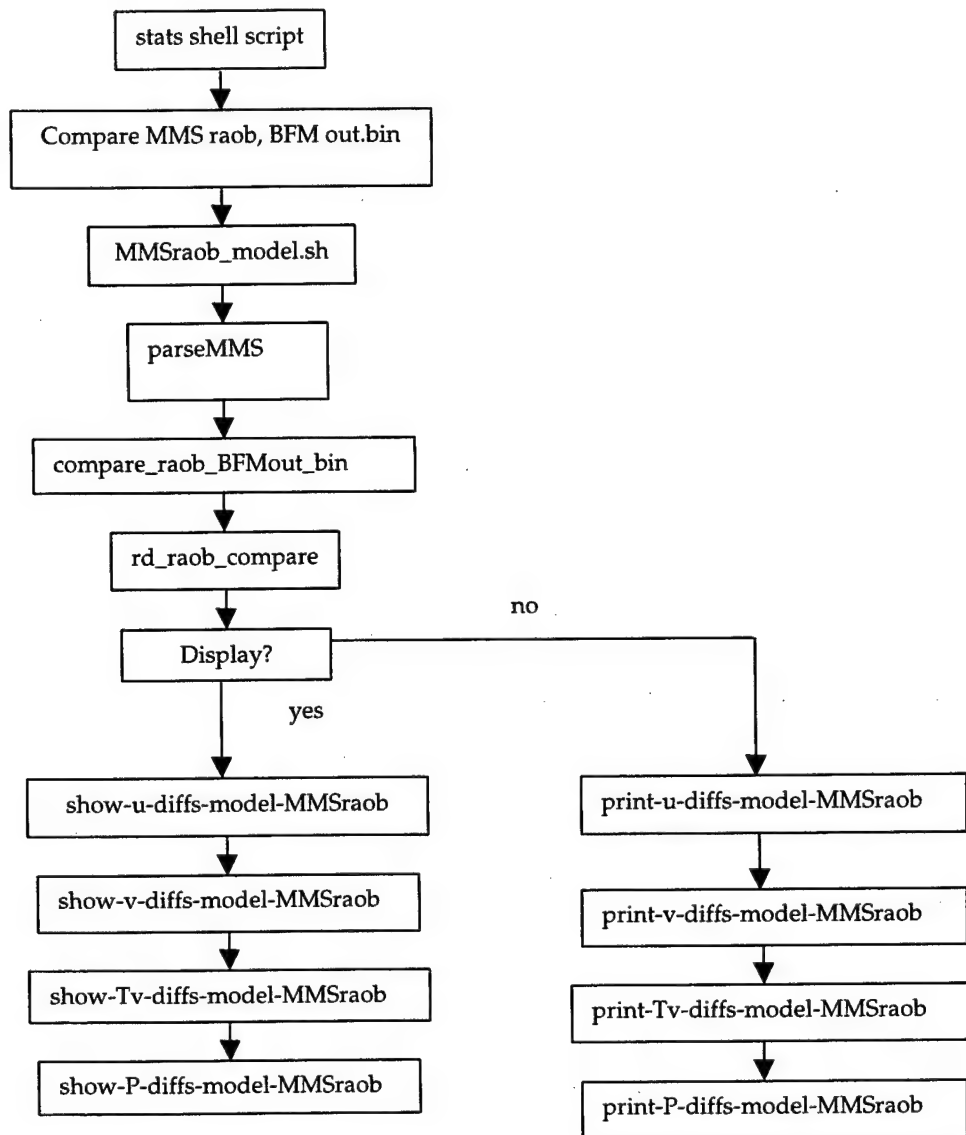 stats shell script
Compare MMS raob, BFM out.bin
MMSraob_model.sh
parseMMS
compare_raob_BFMout_bin
rd_raob_compare
no
Display?
yes
show-u-diffs-model-MMSraob
show-v-diffs-model-MMSraob
show-Tv-diffs-model-MMSraob
show-P-diffs-model-MMSraob
print-u-diffs-model-MMSraob
print-v-diffs-model-MMSraob
print-Tv-diffs-model-MMSraob
print-P-diffs-model-MMSraob